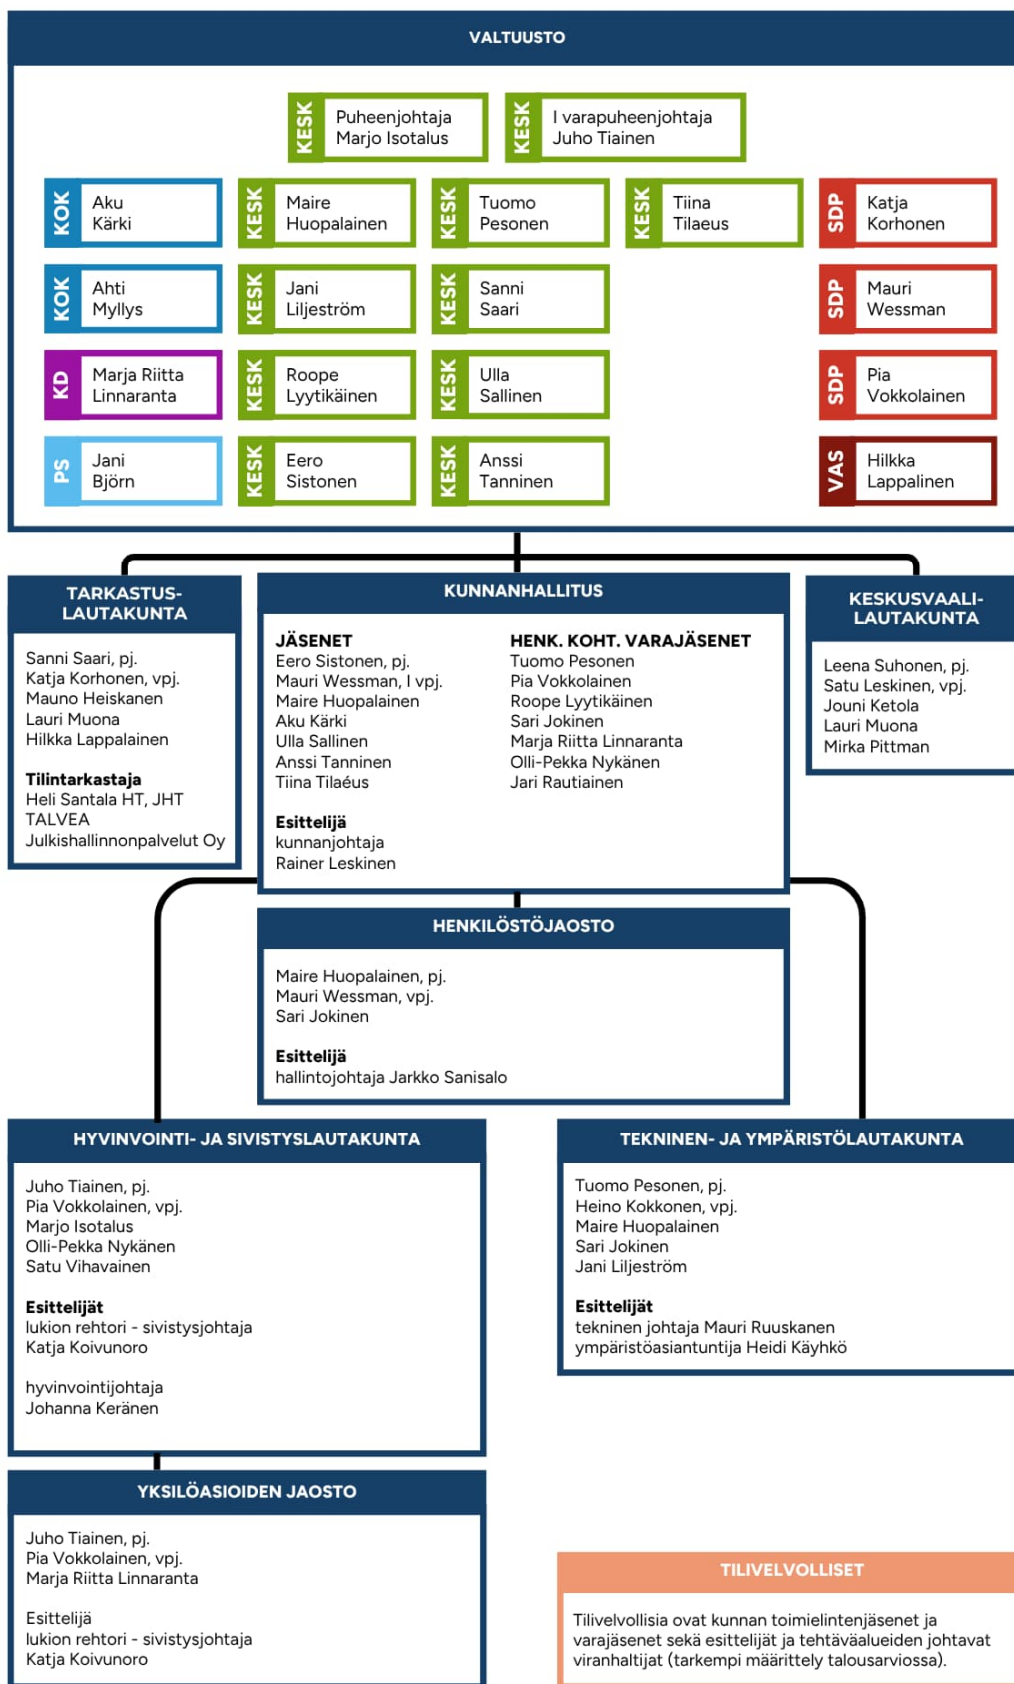 VALTUUSTO
KESK
Puheenjohtaja
Marjo Isotalus
KESK
I varapuheenjohtaja
Juho Tiainen
KOK
Aku
Kärki
KESK
Maire
Huopalainen
KESK
Tuomo
Pesonen
KESK
Tiina
Tilaeus
SDP
Katja
Korhonen
KOK
Ahti
Myllys
KESK
Jani
Liljeström
KESK
Sanni
Saari
SDP
Mauri
Wessman
KD
Marja Riitta
Linnaranta
KESK
Roope
Lyytikäinen
KESK
Ulla
Sallinen
SDP
Pia
Vokkolainen
PS
Jani
Björn
KESK
Eero
Sistonen
KESK
Anssi
Tanninen
VAS
Hilkka
Lappalinen
TARKASTUS-
LAUTAKUNTA
Sanni Saari, pj.
Katja Korhonen, vpj.
Mauno Heiskanen
Lauri Muona
Hilkka Lappalainen
Tilintarkastaja
Heli Santala HT, JHT
TALVEA
Julkishallinnonpalvelut Oy
KUNNANHALLITUS
JÄSENET
Eero Sistonen, pj.
Mauri Wessman, I vpj.
Maire Huopalainen
Aku Kärki
Ulla Sallinen
Anssi Tanninen
Tiina Tilaéus
HENK. KOHT. VARAJÄSENET
Tuomo Pesonen
Pia Vokkolainen
Roope Lyytikäinen
Sari Jokinen
Marja Riitta Linnaranta
Olli-Pekka Nykänen
Jari Rautiainen
Esittelijä
kunnanjohtaja
Rainer Leskinen
KESKUSVAALI-
LAUTAKUNTA
Leena Suhonen, pj.
Satu Leskinen, vpj.
Jouni Ketola
Lauri Muona
Mirka Pittman
HENKILÖSTÖJAOSTO
Maire Huopalainen, pj.
Mauri Wessman, vpj.
Sari Jokinen
Esittelijä
hallintojohtaja Jarkko Sanisalo
HYVINVOINTI- JA SIVISTYSLAUTAKUNTA
Juho Tiainen, pj.
Pia Vokkolainen, vpj.
Marjo Isotalus
Olli-Pekka Nykänen
Satu Vihavainen
Esittelijät
lukion rehtori - sivistysjohtaja
Katja Koivunoro
hyvinvointijohtaja
Johanna Keränen
TEKNINEN- JA YMPÄRISTÖLAUTAKUNTA
Tuomo Pesonen, pj.
Heino Kokkonen, vpj.
Maire Huopalainen
Sari Jokinen
Jani Liljeström
Esittelijät
tekninen johtaja Mauri Ruuskanen
ympäristöasiantuntija Heidi Käyhkö
YKSILÖASIOIDEN JAOSTO
Juho Tiainen, pj.
Pia Vokkolainen, vpj.
Marja Riitta Linnaranta
Esittelijä
lukion rehtori - sivistysjohtaja
Katja Koivunoro
TILIVELVOLLISET
Tilivelvollisia ovat kunnan toimielintenjäsenet ja
varajäsenet sekä esittelijät ja tehtäväalueiden johtavat
viranhaltijat (tarkempi määrittely talousarviossa).